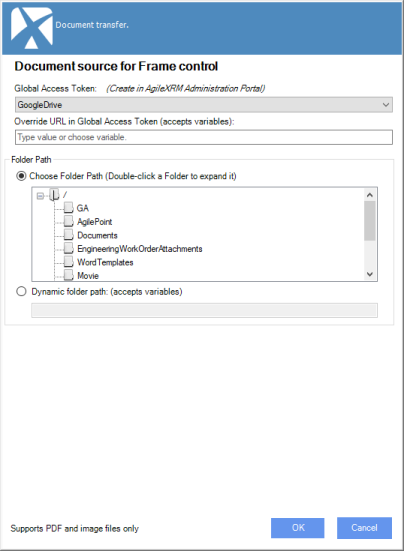 Document transfer.
Document source for Frame control
Global Access Token: (Create in AgileXRM Administration Portal)
GoogleDrive
Override URL in Global Access Token (accepts variables):
Type value or choose variable.
Folder Path
Choose Folder Path (Double-click a Folder to expand it)
/
GA
AgilePoint
Documents
EngineeringWorkOrderAttachments
WordTemplates
Movie
Dynamic folder path: (accepts variables)
Supports PDF and image files only
OK
Cancel